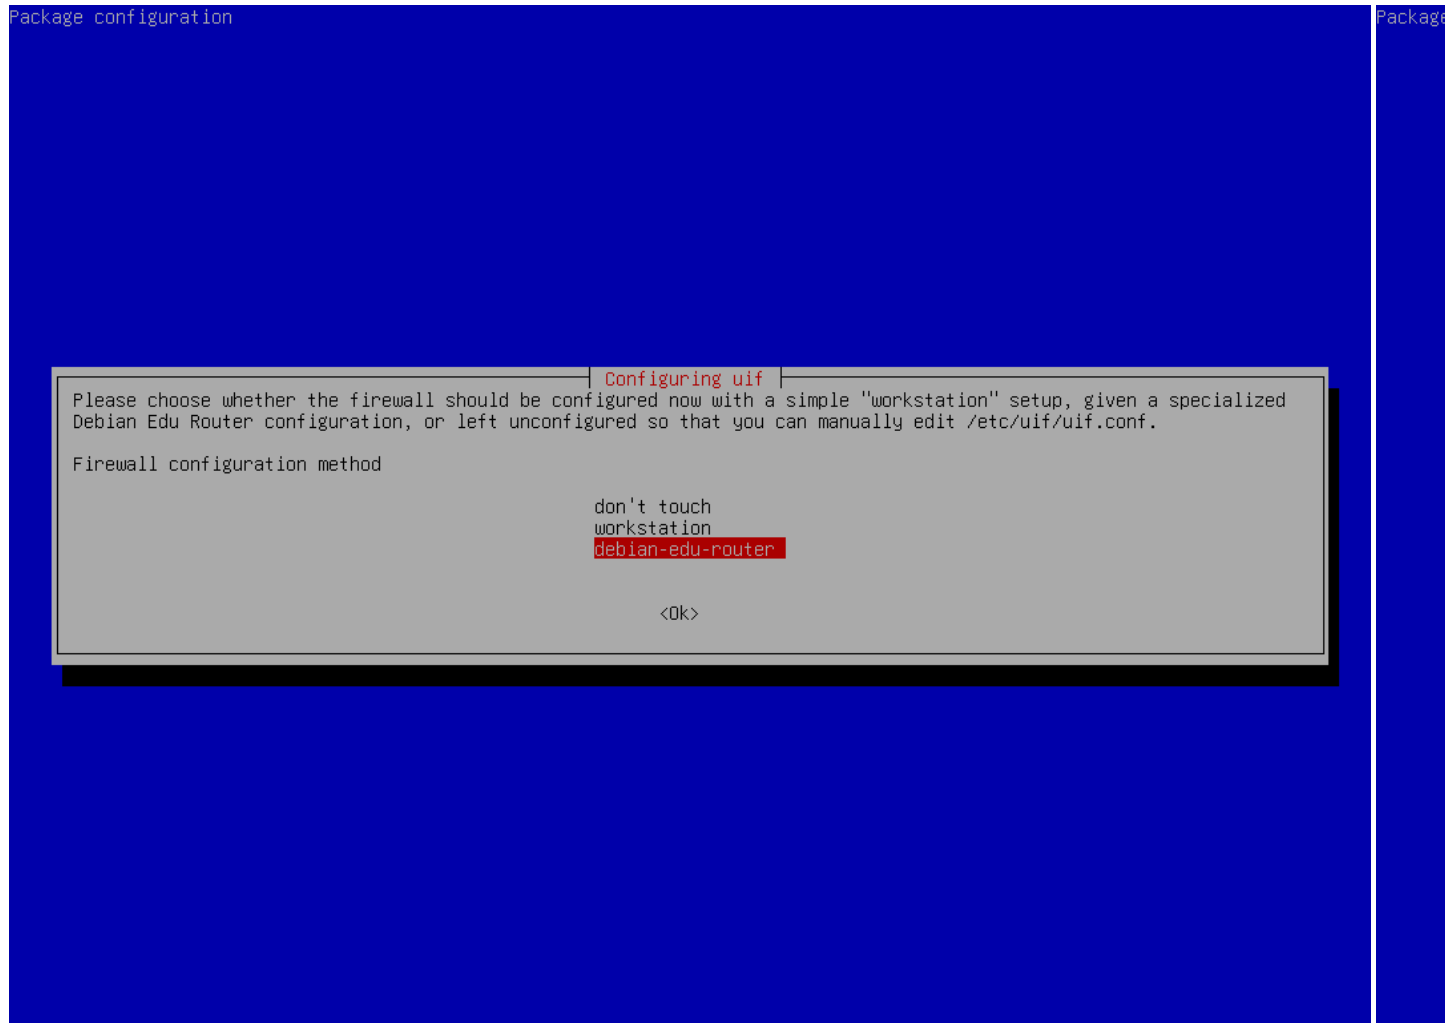 Package configuration
Package
Configuring uif
Please choose whether the firewall should be configured now with a simple "workstation" setup, given a specialized
Debian Edu Router configuration, or left unconfigured so that you can manually edit /etc/uif/uif.conf.
Firewall configuration method
don't touch
workstation
debian-edu-router
<Ok>